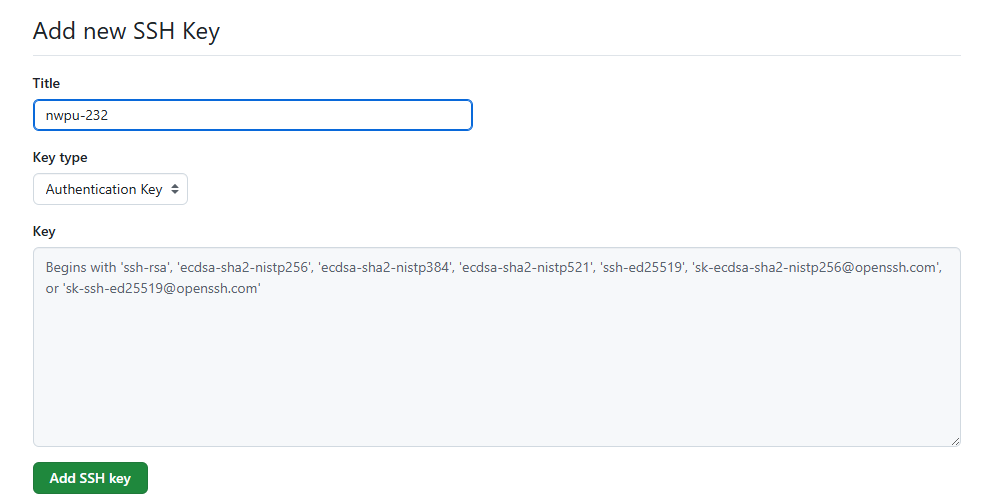 Add new SSH Key
Title
nwpu-232
Key type
Authentication Key
Key
Begins with 'ssh-rsa', 'ecdsa-sha2-nistp256', 'ecdsa-sha2-nistp384', 'ecdsa-sha2-nistp521', 'ssh-ed25519', 'sk-ecdsa-sha2-nistp256@openssh.com',
or 'sk-ssh-ed25519@openssh.com'
Add SSH key